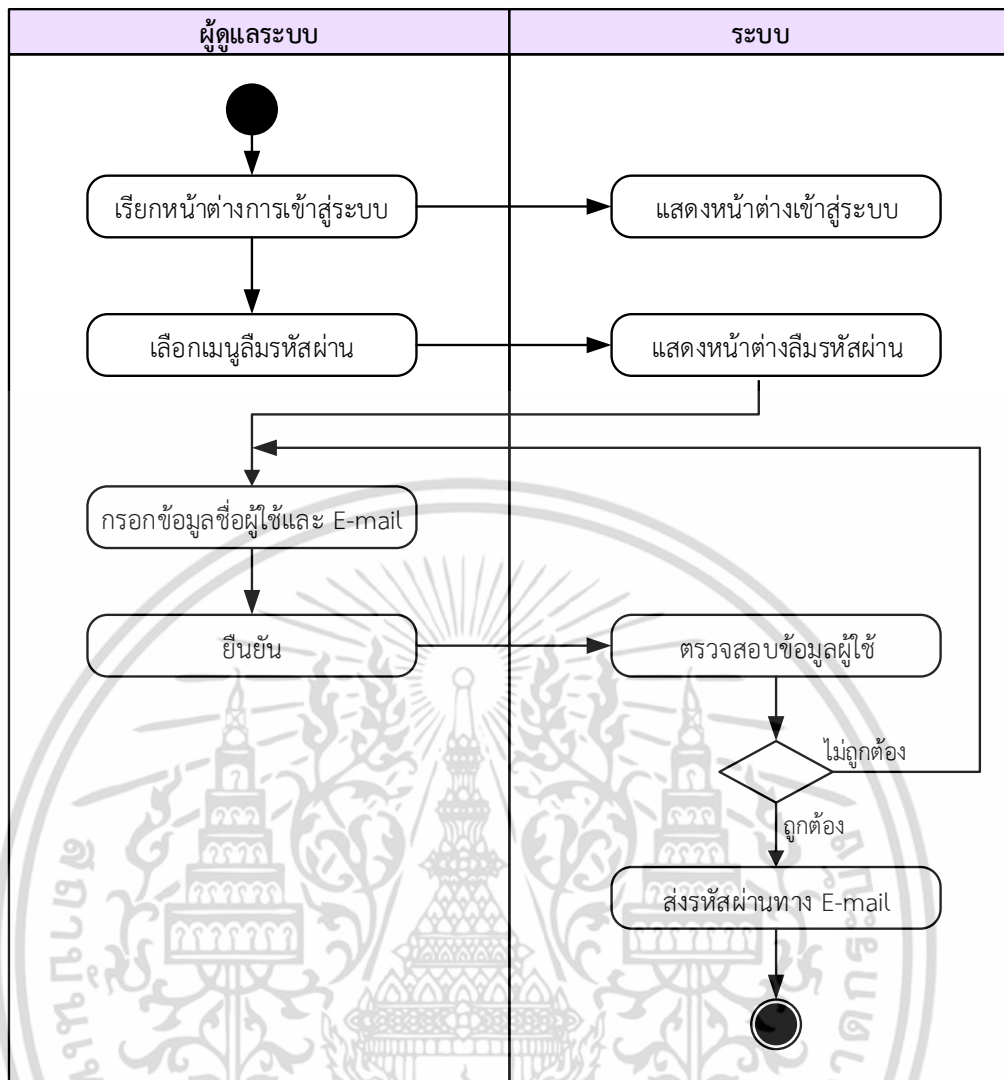 ผู้ดูแลระบบ
ระบบ
เรียกหน้าต่างการเข้าสู่ระบบ
แสดงหน้าต่างเข้าสู่ระบบ
เลือกเมนูลืมรหัสผ่าน
แสดงหน้าต่างลืมรหัสผ่าน
กรอกข้อมูลชื่อผู้ใช้และ E-mail
ยืนยัน
ตรวจสอบข้อมูลผู้ใช้
ไม่ถูกต้อง
ถูกต้อง
ส่งรหัสผ่านทาง E-mail